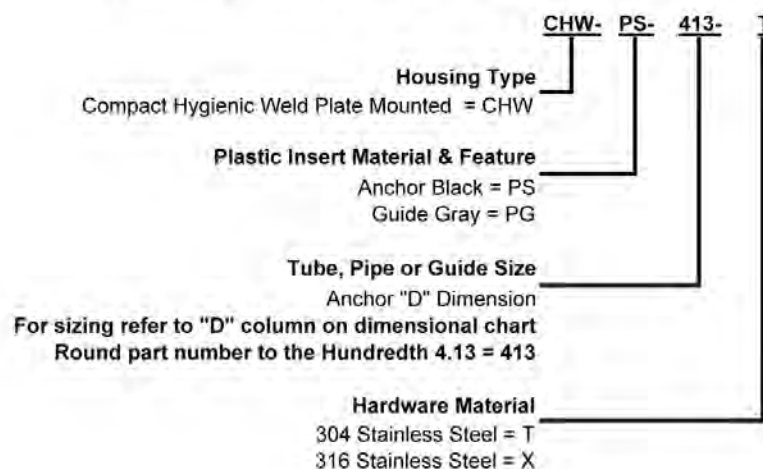 CHW- PS- 413- T
Housing Type
Compact Hygienic Weld Plate Mounted = CHW
Plastic Insert Material & Feature
Anchor Black = PS
Guide Gray = PG
Tube, Pipe or Guide Size
Anchor "D" Dimension
For sizing refer to "D" column on dimensional chart
Round part number to the Hundredth 4.13 = 413
Hardware Material
304 Stainless Steel = T
316 Stainless Steel = X